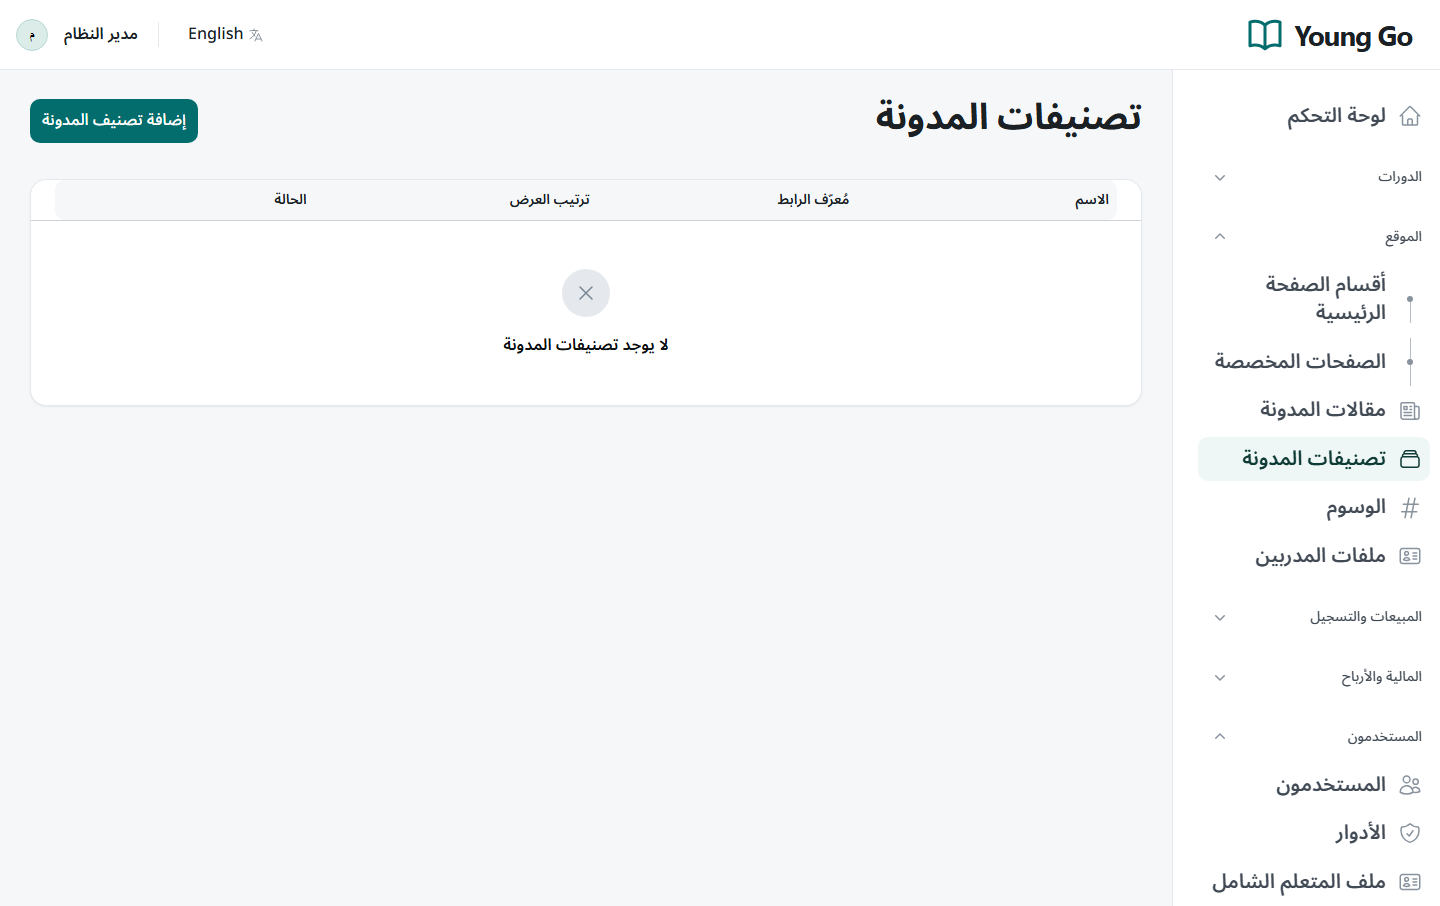 Young Go
English
مدير النظام
م
لوحة التحكم
الدورات
الموقع
أقسام الصفحة
الرئيسية
الصفحات المخصصة
مقالات المدونة
تصنيفات المدونة
الوسوم
ملفات المدربين
المبيعات والتسجيل
المالية والأرباح
المستخدمون
المستخدمون
الأدوار
ملف المتعلم الشامل
تصنيفات المدونة
إضافة تصنيف المدونة
الاسم مُعرّف الرابط ترتيب العرض الحالة
لا يوجد تصنيفات المدونة